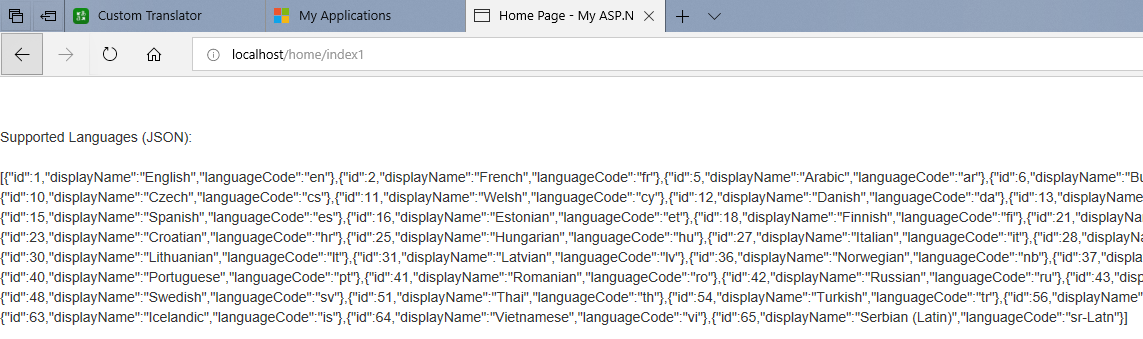 Custom Translator
My Applications
Home Page - My ASP.N
localhost/home/index1
Supported Languages (JSON):
[{"id":1,"displayName":"English","languageCode":"en"},{"id":2,"displayName":"French","languageCode":"fr"},{"id":5,"displayName":"Arabic","languageCode":"ar"},{"id":6,"displayName":"Bu
{"id":10,"displayName":"Czech","languageCode":"cs"},{"id":11,"displayName":"Welsh","languageCode":"cy"},{"id":12,"displayName":"Danish","languageCode":"da"},{"id":13,"displayName"
{"id":15,"displayName":"Spanish","languageCode":"es"},{"id":16,"displayName":"Estonian","languageCode":"et"},{"id":18,"displayName":"Finnish","languageCode":"fi"},{"id":21,"displayNa
{"id":23,"displayName":"Croatian","languageCode":"hr"},{"id":25,"displayName":"Hungarian","languageCode":"hu"},{"id":27,"displayName":"Italian","languageCode":"it"},{"id":28,"displayNa
{"id":30,"displayName":"Lithuanian","languageCode":"lt"},{"id":31,"displayName":"Latvian","languageCode":"lv"},{"id":36,"displayName":"Norwegian","languageCode":"nb"},{"id":37,"displa
{"id":40,"displayName":"Portuguese","languageCode":"pt"},{"id":41,"displayName":"Romanian","languageCode":"ro"},{"id":42,"displayName":"Russian","languageCode":"ru"},{"id":43,"disp
{"id":48,"displayName":"Swedish","languageCode":"sv"},{"id":51,"displayName":"Thai","languageCode":"th"},{"id":54,"displayName":"Turkish","languageCode":"tr"},{"id":56,"displayName"
{"id":63,"displayName":"Icelandic","languageCode":"is"},{"id":64,"displayName":"Vietnamese","languageCode":"vi"},{"id":65,"displayName":"Serbian (Latin)","languageCode":"sr-Latn"}]